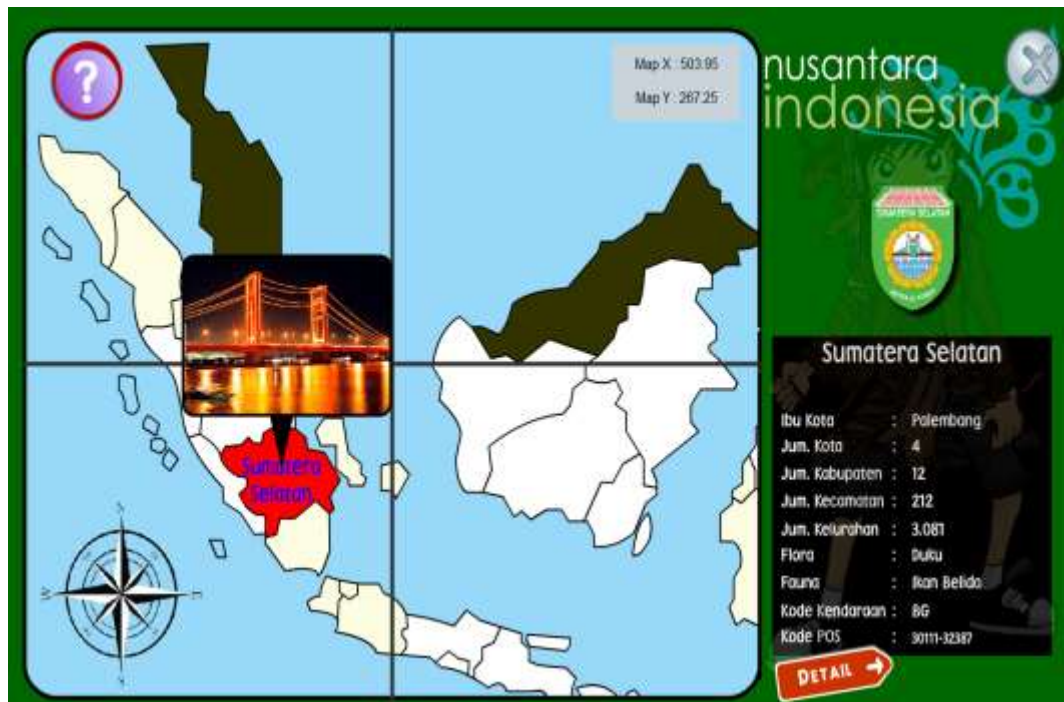 ?
Map X : 503.95
Map Y : 267.25
nusantara
indonesia
SUMATERA SELATAN
Sumatera Selatan
Ibu Kota : Palembang
Jum. Kota : 4
Jum. Kabupaten : 12
Jum. Kecamatan : 212
Jum. Kelurahan : 3.081
Flora : Duku
Fauna : Ikan Belida
Kode Kendaraan : BG
Kode POS : 30111-32387
DETAIL
Sumatera
Selatan